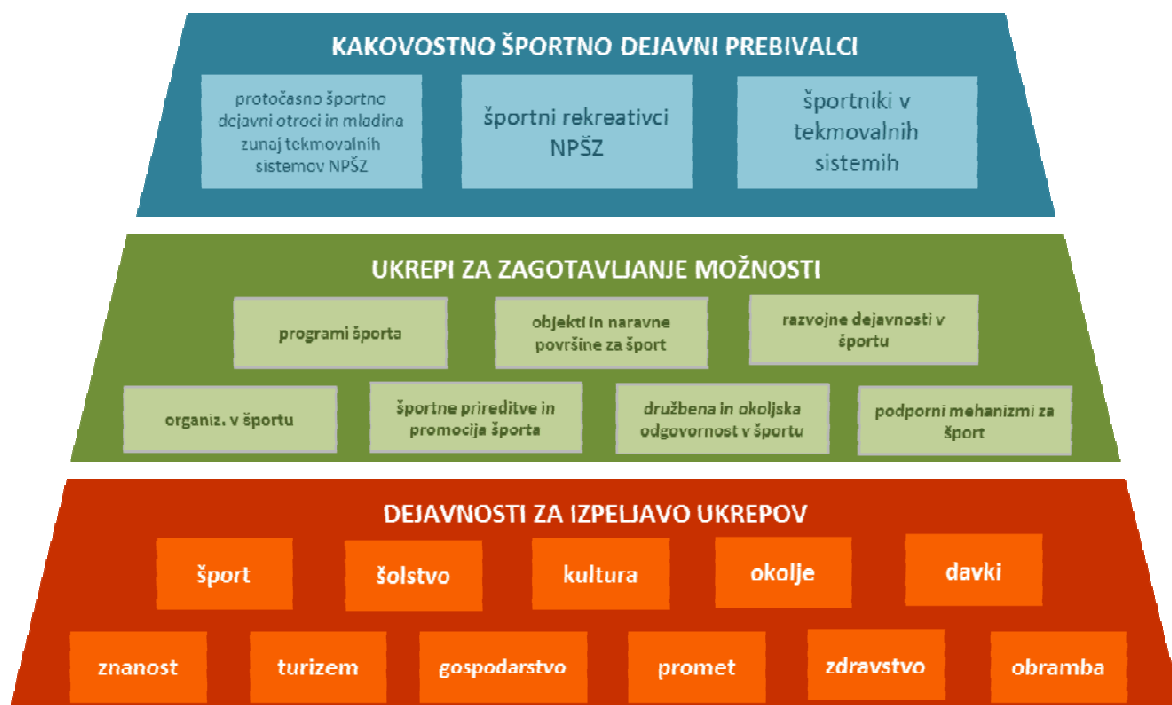 KAKOVOSTNO ŠPORTNO DEJAVNI PREBIVALCI
protočasno športno
dejavni otroci in mladina
zunaj tekmovalnih
sistemov NPŠZ
športni rekreativci
NPŠZ
športniki v
tekmovalnih
sistemih
UKREPI ZA ZAGOTAVLJANJE MOŽNOSTI
programi športa
objekti in naravne
površine za šport
razvojne dejavnosti v
športu
organiz. v športu
športne prireditve in
promocija športa
družbena in okoljska
odgovornost v športu
podporni mehanizmi za
šport
DEJAVNOSTI ZA IZPELJAVO UKREPOV
šport
šolstvo
kultura
okolje
davki
znanost
turizem
gospodarstvo
promet
zdravstvo
obramba